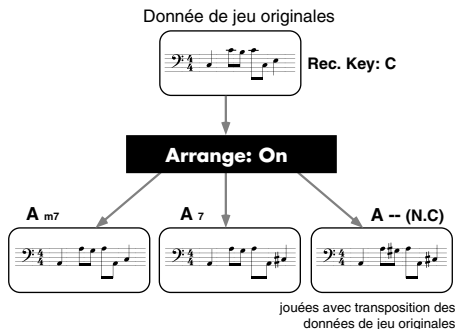 Donnée de jeu originales
Rec. Key: C
Arrange: On
A m7
A 7
A -- (N.C)
jouées avec transposition des
données de jeu originales